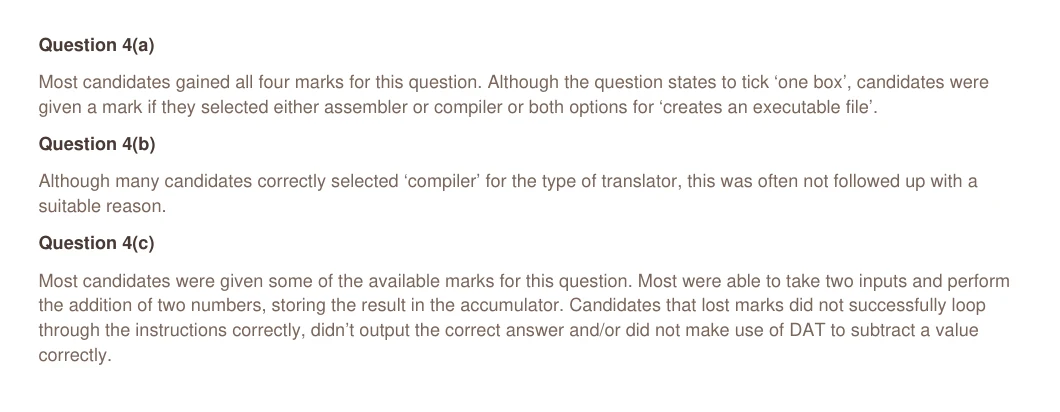 Question 4(a)
Most candidates gained all four marks for this question. Although the question states to tick ‘one box’, candidates were
given a mark if they selected either assembler or compiler or both options for ‘creates an executable file’.
Question 4(b)
Although many candidates correctly selected ‘compiler’ for the type of translator, this was often not followed up with a
suitable reason.
Question 4(c)
Most candidates were given some of the available marks for this question. Most were able to take two inputs and perform
the addition of two numbers, storing the result in the accumulator. Candidates that lost marks did not successfully loop
through the instructions correctly, didn’t output the correct answer and/or did not make use of DAT to subtract a value
correctly.